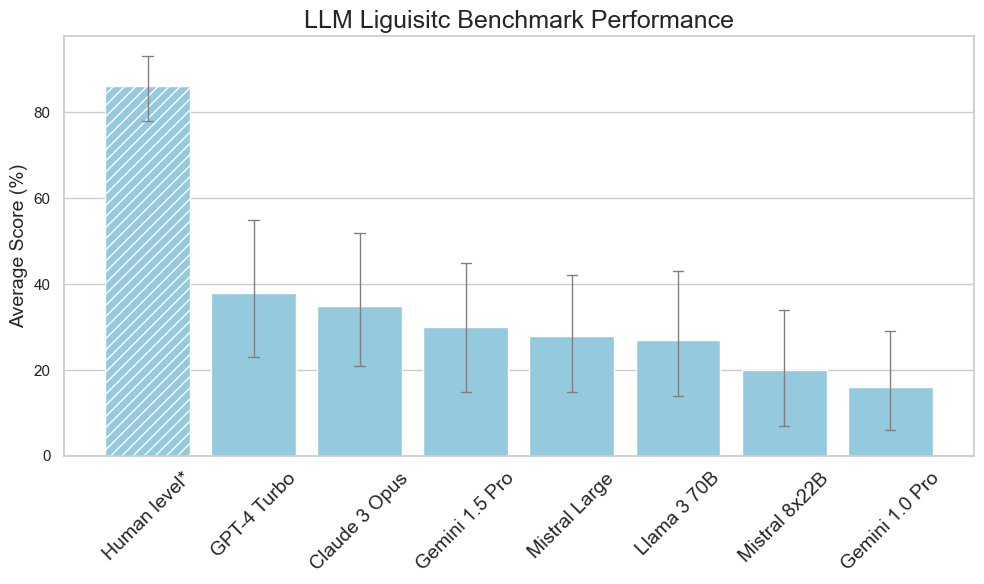 LLM Liguisitc Benchmark Performance
Average Score (%)
80
60
40
20
0
Human level*
GPT-4 Turbo
Claude 3 Opus
Gemini 1.5 Pro
Mistral Large
Llama 3 70B
Mistral 8x22B
Gemini 1.0 Pro